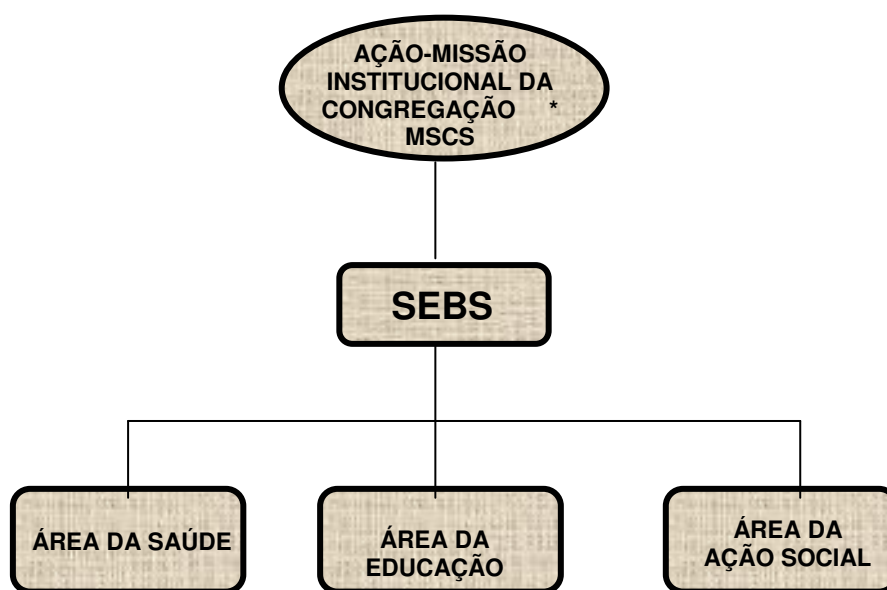 AÇÃO-MISSÃO
INSTITUCIONAL DA
CONGREGAÇÃO *
MSCS
SEBS
ÁREA DA SAÚDE
ÁREA DA
EDUCAÇÃO
ÁREA DA
AÇÃO SOCIAL